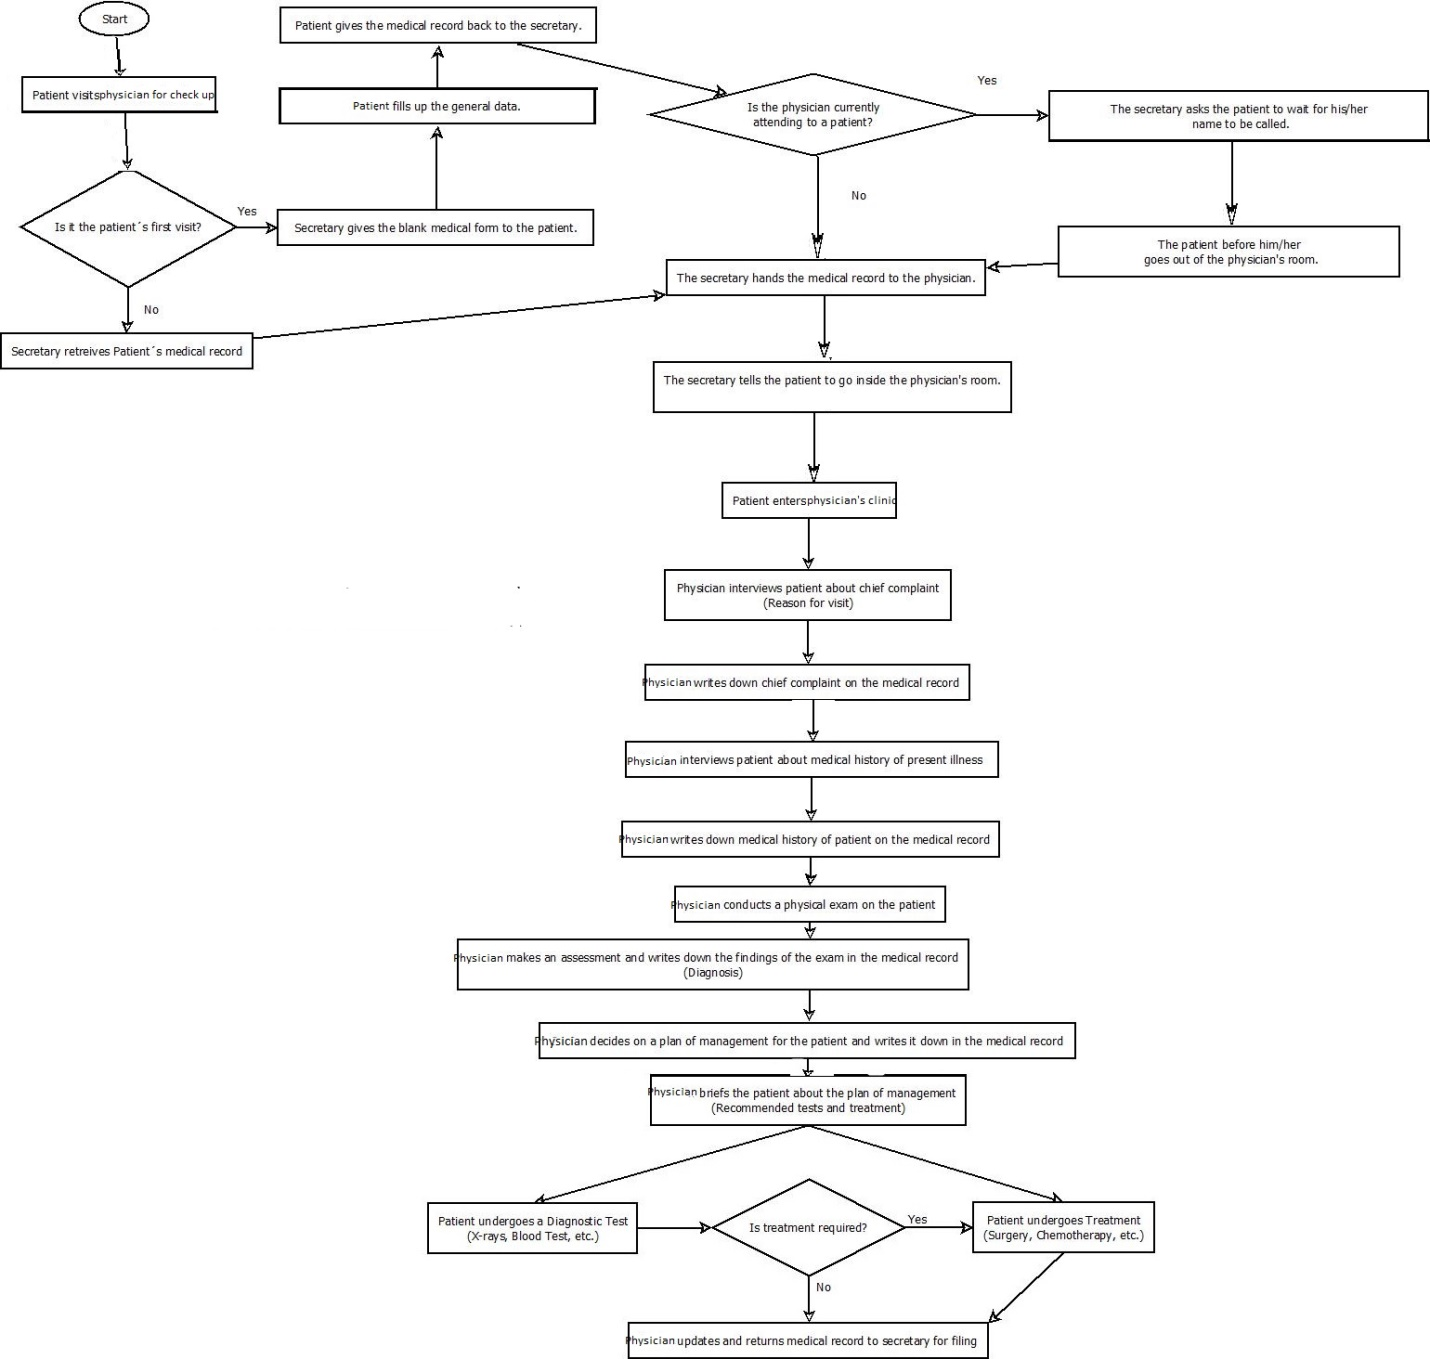 Start
Patient visitsphysician for check up
Is it the patient´s first visit?
Yes
No
Secretary retreives Patient´s medical record
Secretary gives the blank medical form to the patient.
Patient fills up the general data.
Patient gives the medical record back to the secretary.
Is the physician currently
attending to a patient?
Yes
No
The secretary asks the patient to wait for his/her
name to be called.
The patient before him/her
goes out of the physician's room.
The secretary hands the medical record to the physician.
The secretary tells the patient to go inside the physician's room.
Patient entersphysician's clinic
Physician interviews patient about chief complaint
(Reason for visit)
Physician writes down chief complaint on the medical record
Physician interviews patient about medical history of present illness
Physician writes down medical history of patient on the medical record
Physician conducts a physical exam on the patient
Physician makes an assessment and writes down the findings of the exam in the medical record
(Diagnosis)
Physician decides on a plan of management for the patient and writes it down in the medical record
Physician briefs the patient about the plan of management
(Recommended tests and treatment)
Patient undergoes a Diagnostic Test
(X-rays, Blood Test, etc.)
Is treatment required?
Yes
No
Patient undergoes Treatment
(Surgery, Chemotherapy, etc.)
Physician updates and returns medical record to secretary for filing